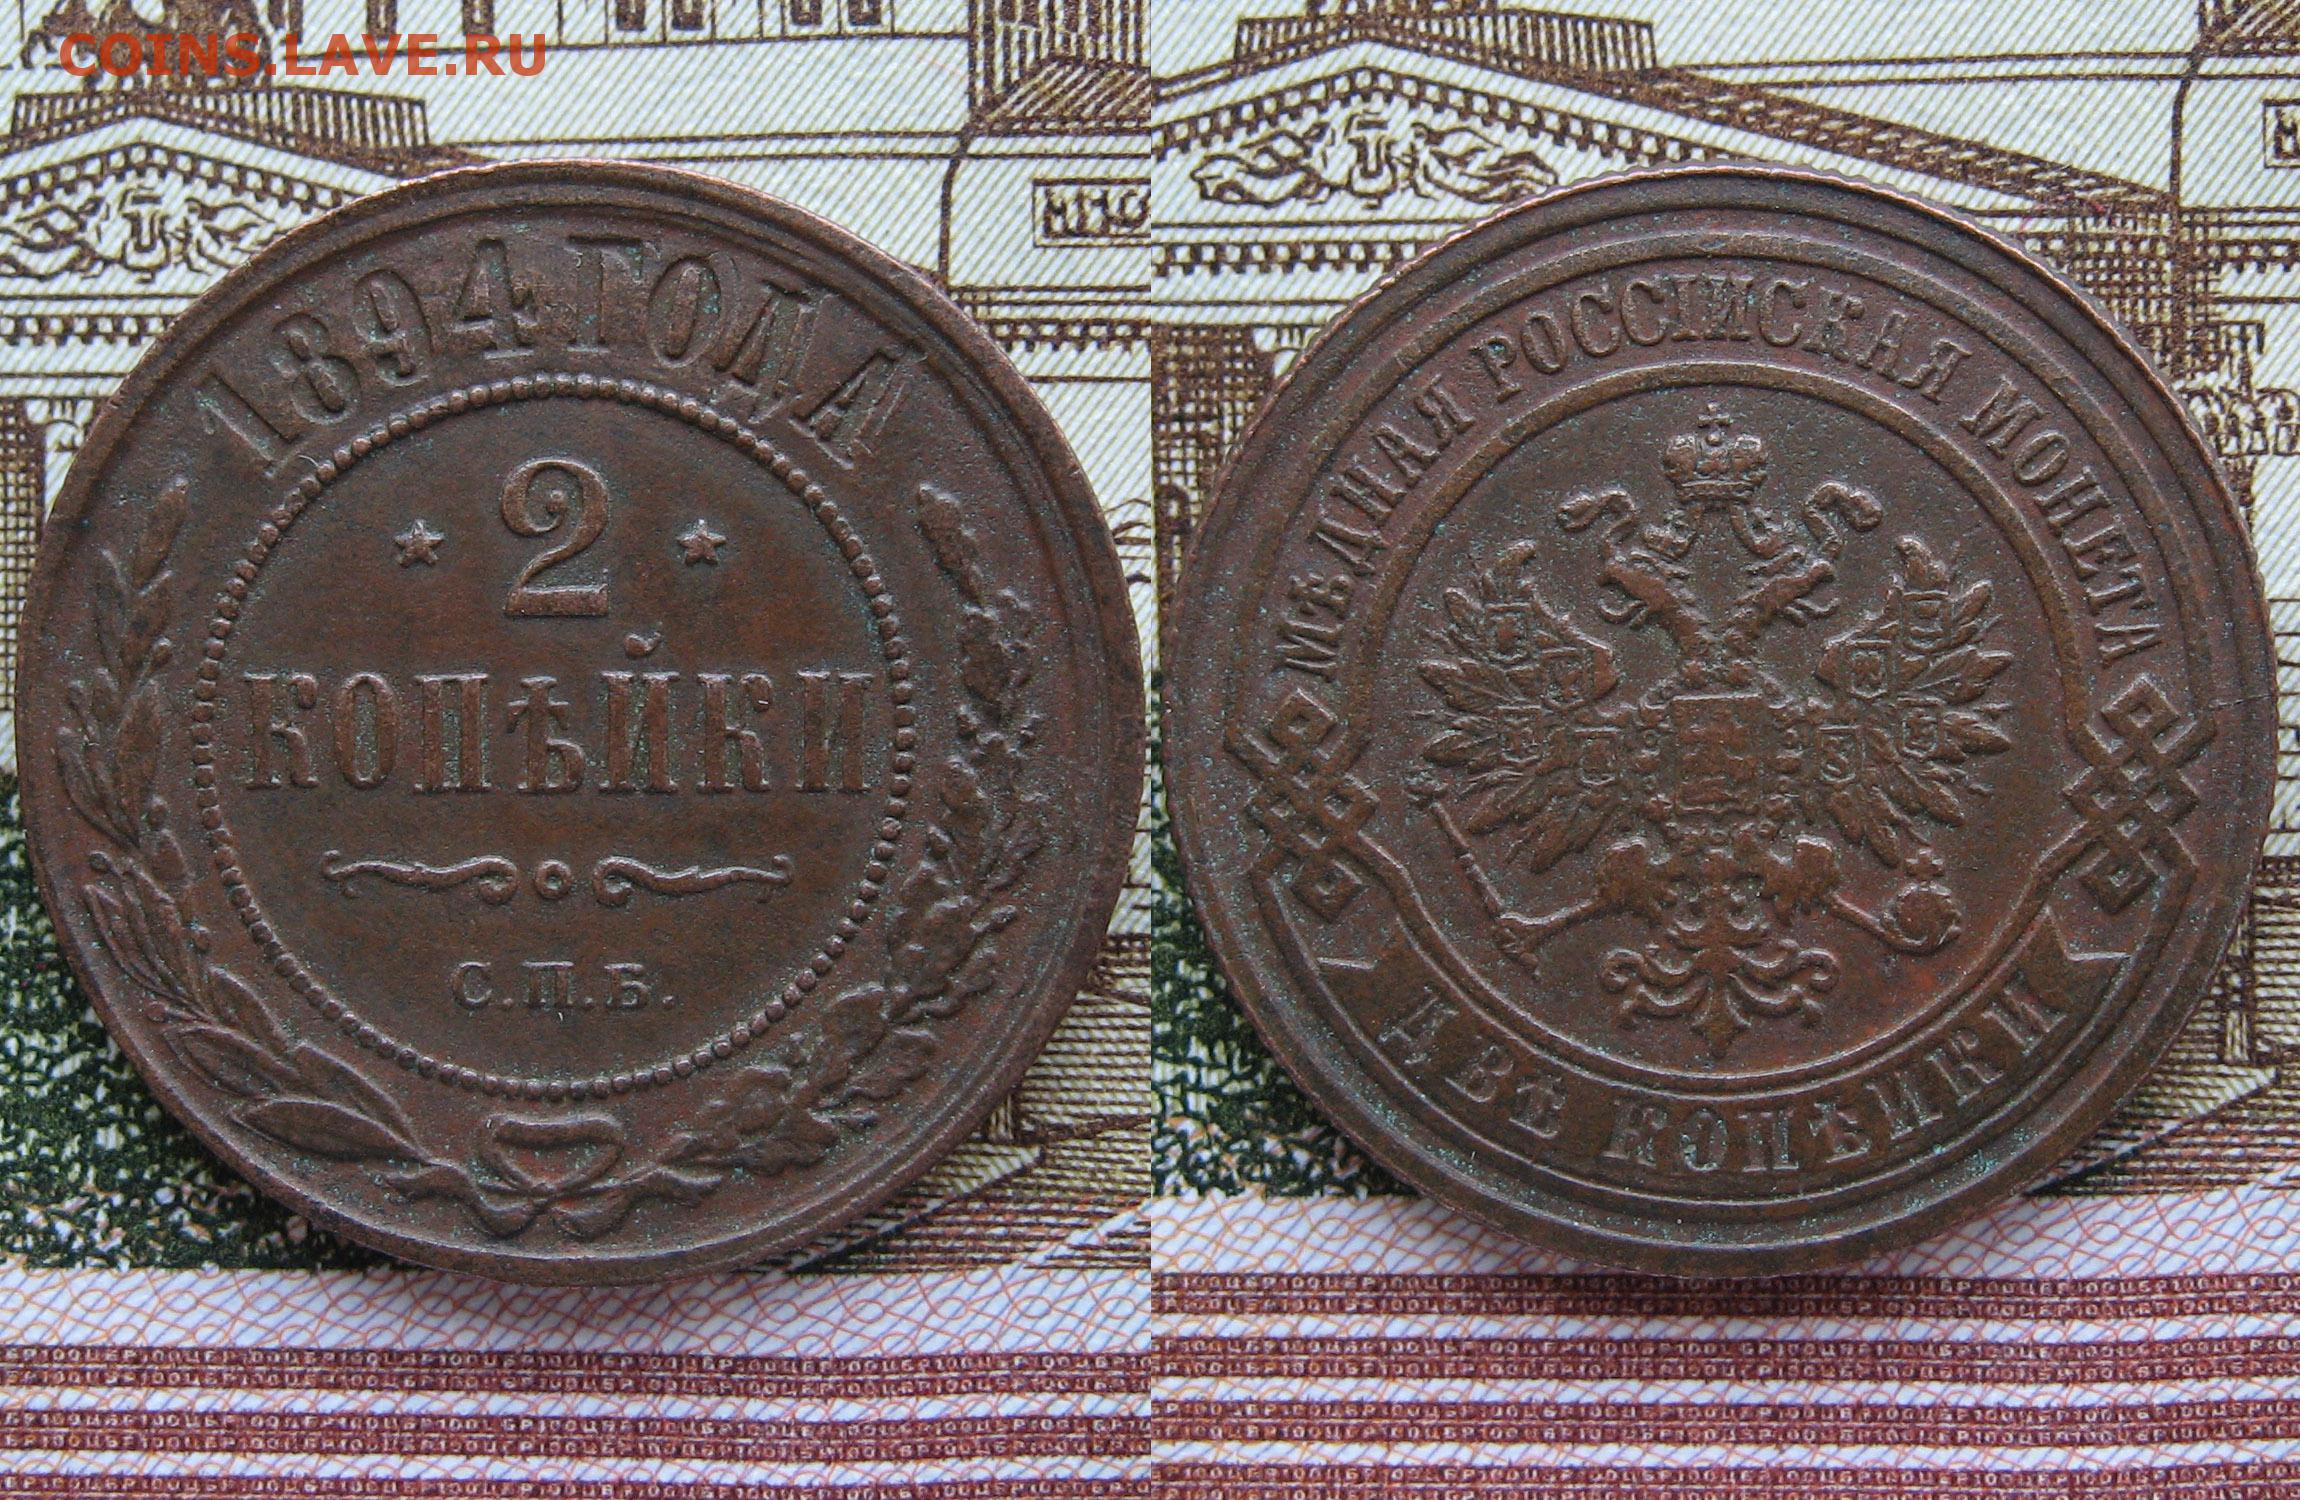 COINS.LAVE.RU
1894 ГОДА
2
КОПѢЙКИ
С.П.Б.
МѢДНАЯ РОССІЙСКАЯ МОНЕТА
ДВѢ КОПѢЙКИ